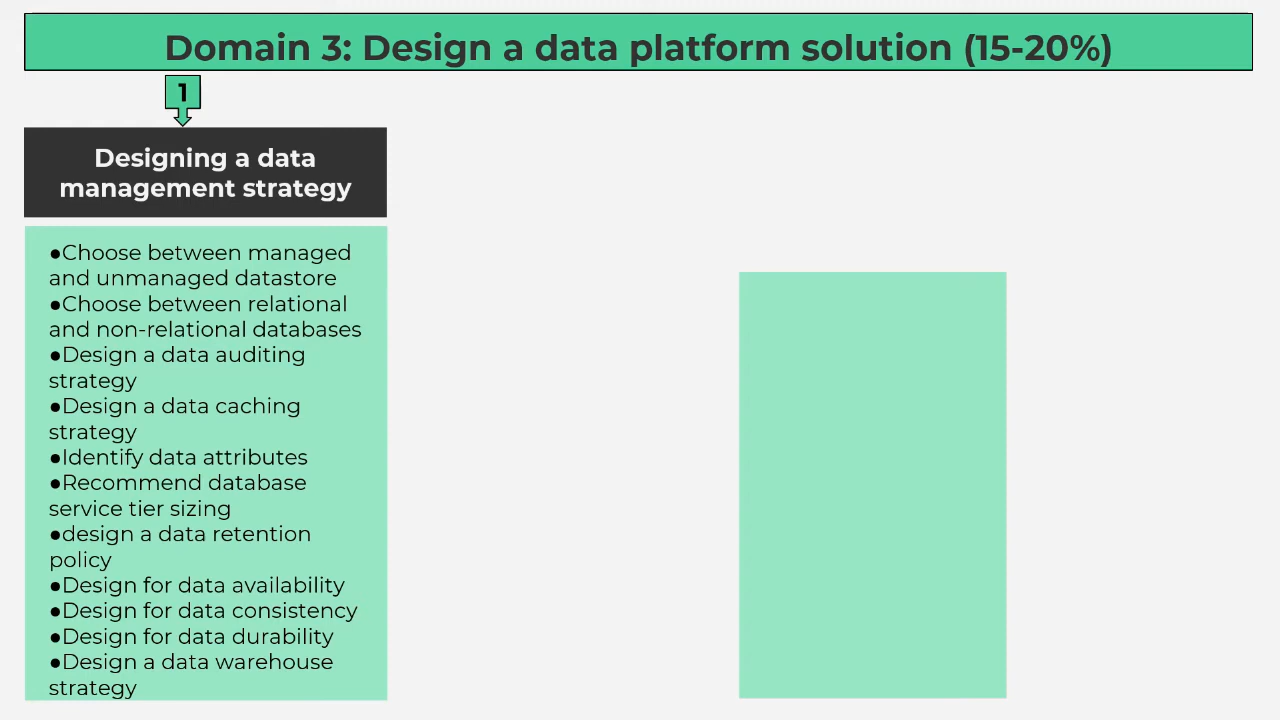 Domain 3: Design a data platform solution (15-20%)
1
Designing a data
management strategy
●Choose between managed
and unmanaged datastore
●Choose between relational
and non-relational databases
●Design a data auditing
strategy
●Design a data caching
strategy
●Identify data attributes
●Recommend database
service tier sizing
●design a data retention
policy
●Design for data availability
●Design for data consistency
●Design for data durability
●Design a data warehouse
strategy